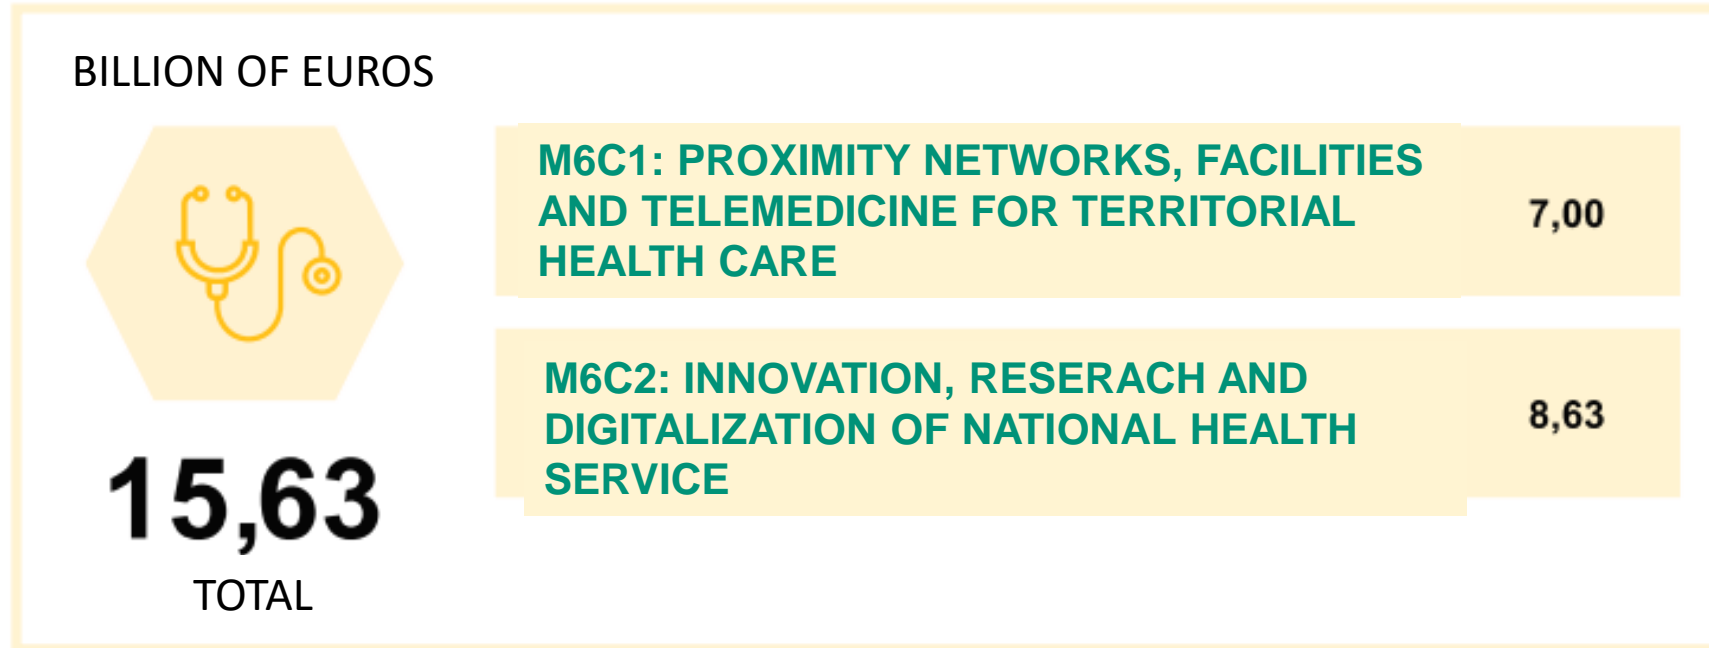 BILLION OF EUROS
15,63
TOTAL
M6C1: PROXIMITY NETWORKS, FACILITIES
AND TELEMEDICINE FOR TERRITORIAL
HEALTH CARE
7,00
M6C2: INNOVATION, RESERACH AND
DIGITALIZATION OF NATIONAL HEALTH
SERVICE
8,63